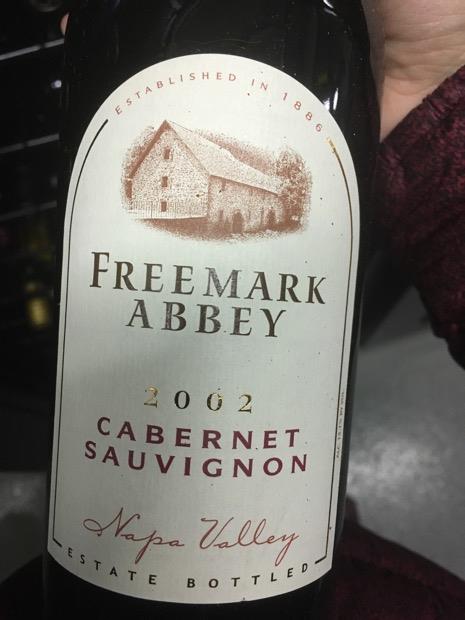 ESTABLISHED IN 1886
FREEMARK
ABBEY
2002
CABERNET
SAUVIGNON
Napa Valley
ESTATE BOTTLED